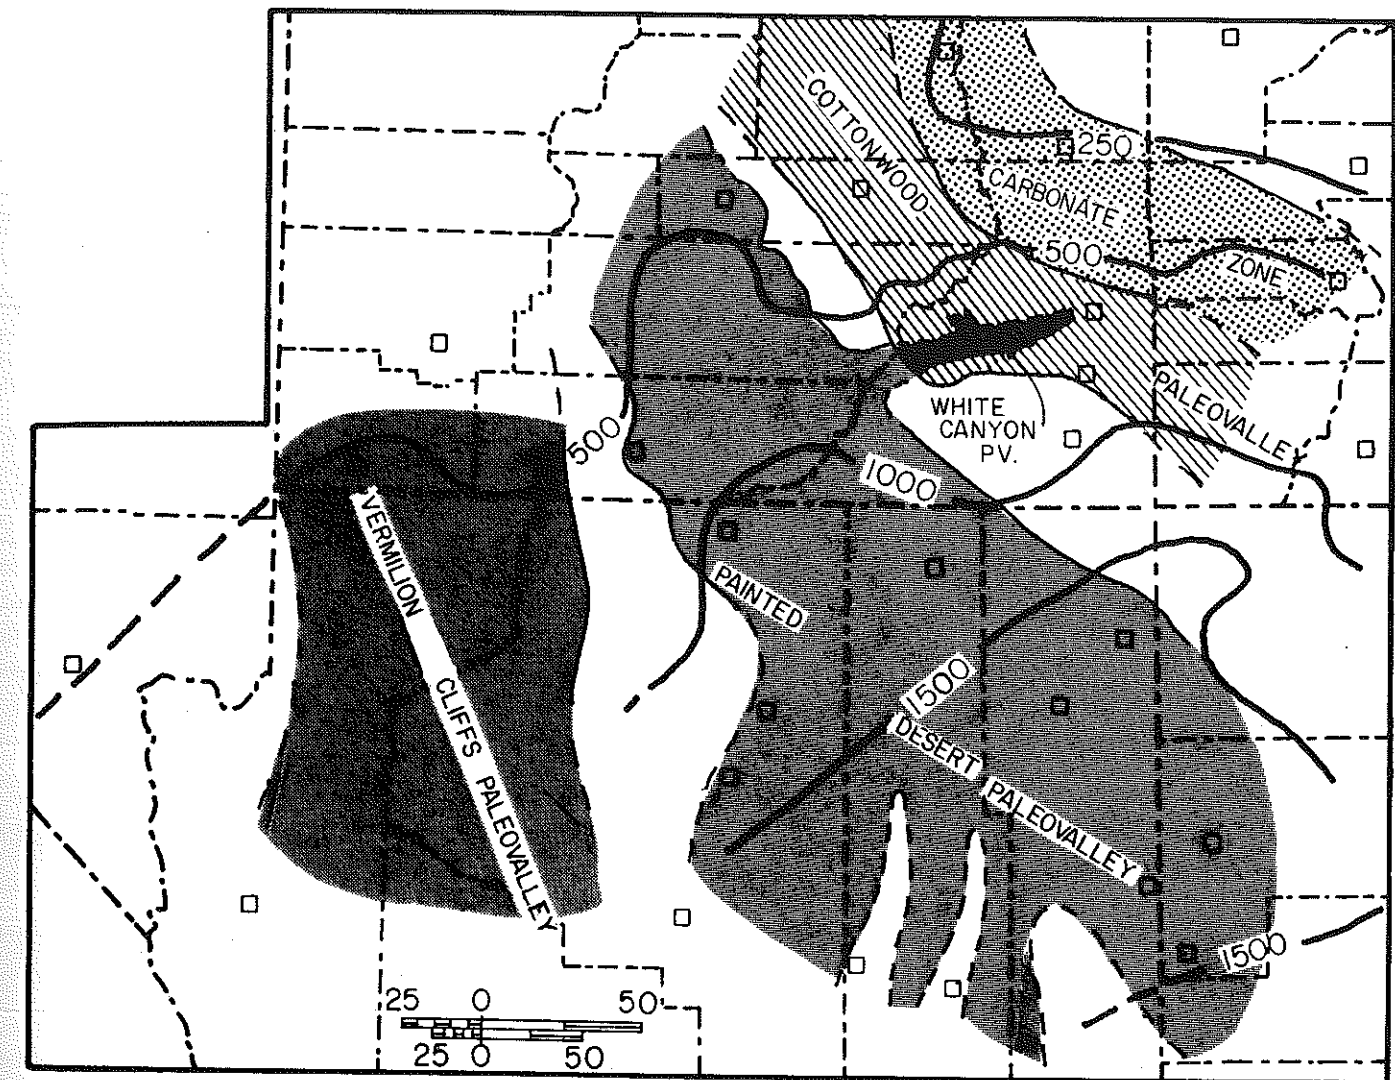 COTTONWOOD
250
CARBONATE
500
ZONE
PALEOVALLE
WHITE
CANYON
PV.
500
1000
VERMILION
CLIFFS
PALEOVALLEY
PAINTED
1500
DESERT
PALEOVALLEY
1500
25 0 50
25 0 50